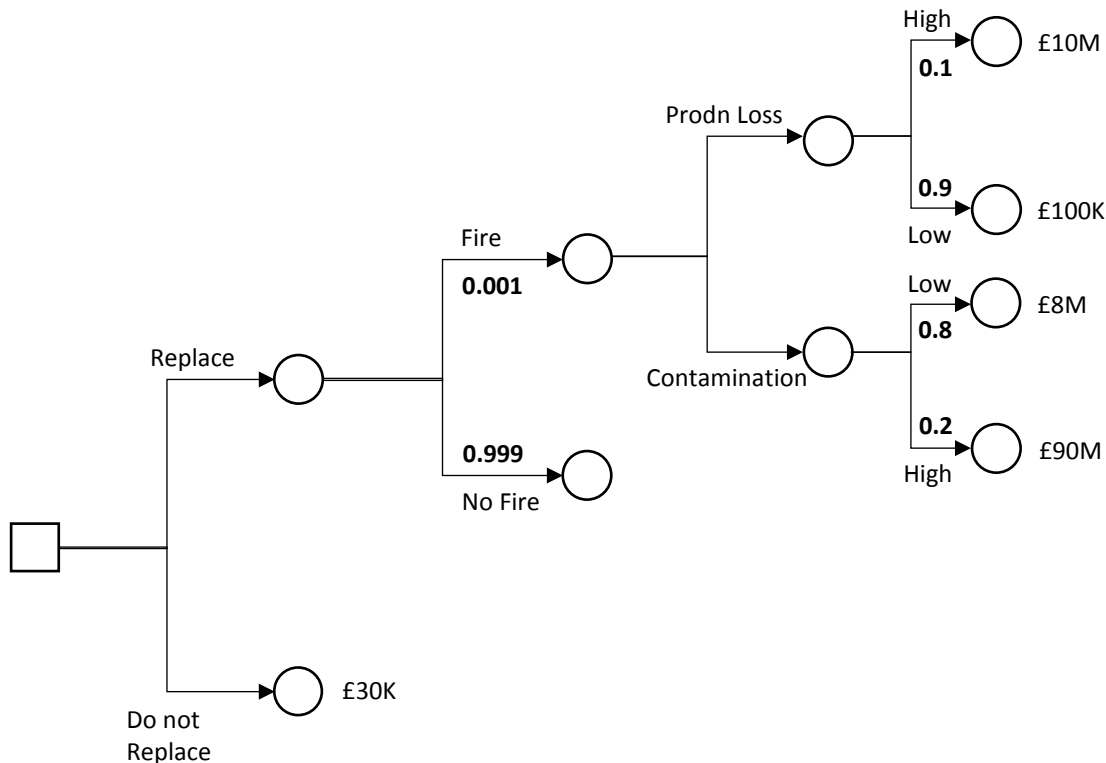 High
£10M
0.1
Prodn Loss
0.9
£100K
Low
Fire
0.001
Low
£8M
0.8
Replace
Contamination
0.2
£90M
High
0.999
No Fire
£30K
Do not
Replace